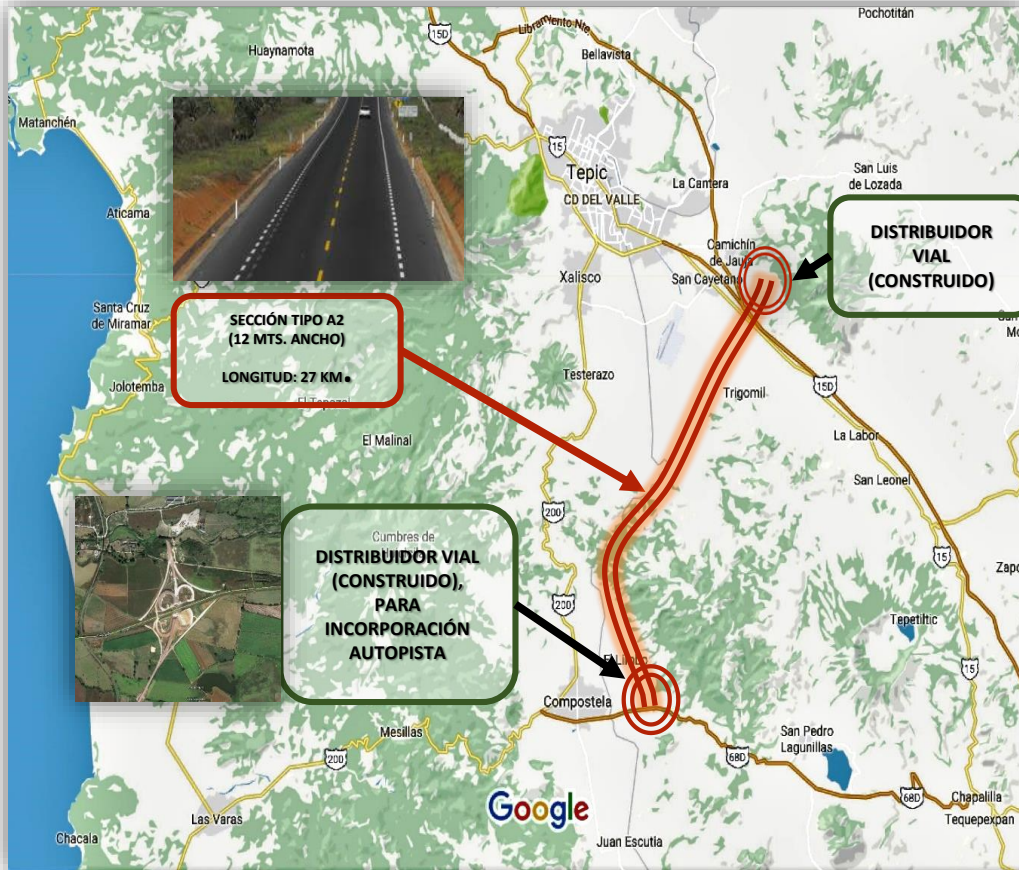 Pochotitán
15D
Libramiento Nte.
Huaynamota
Bellavista
Matanchén
15
Tepic
CD DEL VALLE
La Cantera
San Luis
de Lozada
Aticama
Camichín
de Jauja
San Cayetano
DISTRIBUIDOR
VIAL
(CONSTRUIDO)
Xalisco
Santa Cruz
de Miramar
SECCIÓN TIPO A2
(12 MTS. ANCHO)
LONGITUD: 27 KM.
Testerazo
Jolotemba
15D
Trigomil
El Malinal
La Labor
San Leonel
200
Cumbres de
DISTRIBUIDOR VIAL
(CONSTRUIDO),
PARA
INCORPORACIÓN
AUTOPISTA
15
200
Tepetiltic
15
Compostela
Mesillas
San Pedro
Lagunillas
200
68D
68D
Chapalilla
Google
Las Varas
Tequepexpan
Chacala
Juan Escutia